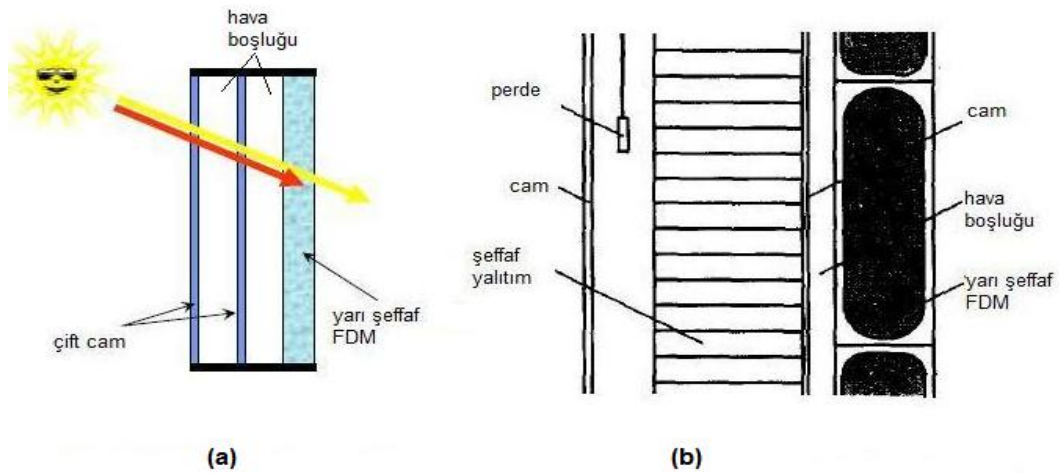 hava
boşluğu
çift cam
yarı şeffaf
FDM
(a)
perde
cam
şeffaf
yalıtım
cam
hava
boşluğu
yarı şeffaf
FDM
(b)